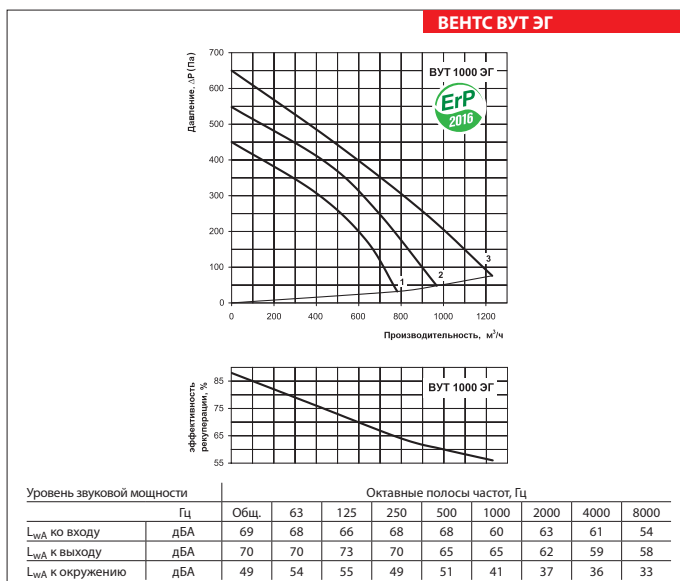 ВЕНТС ВУТ ЭГ
700
600
500
400
300
200
100
0
Давление, ΔP (Па)
ВУТ 1000 ЭГ
ErP
2016
1
2
3
0 200 400 600 800 1000 1200
Производительность, м³/ч
эффективность
рекуперации, %
85
75
65
55
ВУТ 1000 ЭГ
Уровень звуковой мощности Октавные полосы частот, Гц
Гц Общ. 63 125 250 500 1000 2000 4000 8000
LwA ко входу дБА 69 68 66 68 68 60 63 61 54
LwA к выходу дБА 70 70 73 70 65 65 62 59 58
LwA к окружению дБА 49 54 55 49 51 41 37 36 33